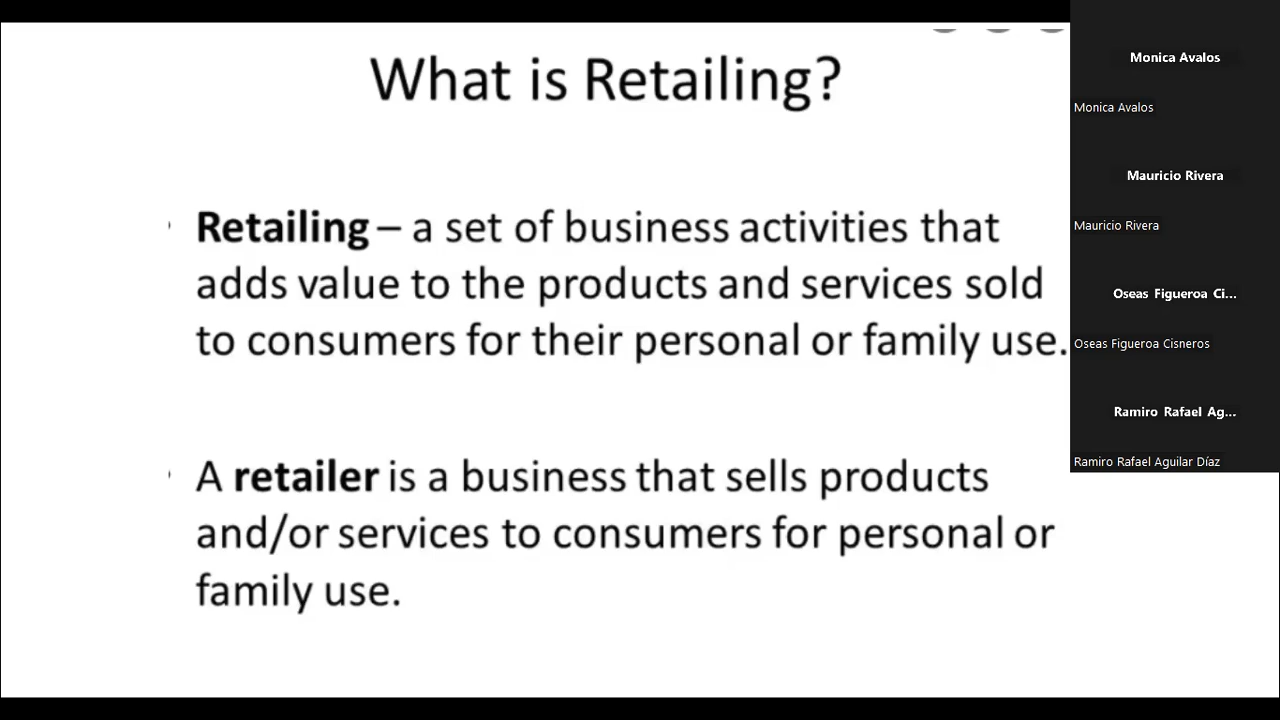 What is Retailing?
Retailing – a set of business activities that
adds value to the products and services sold
to consumers for their personal or family use.
A retailer is a business that sells products
and/or services to consumers for personal or
family use.
Monica Avalos
Monica Avalos
Mauricio Rivera
Mauricio Rivera
Oseas Figueroa Ci...
Oseas Figueroa Cisneros
Ramiro Rafael Ag...
Ramiro Rafael Aguilar Díaz